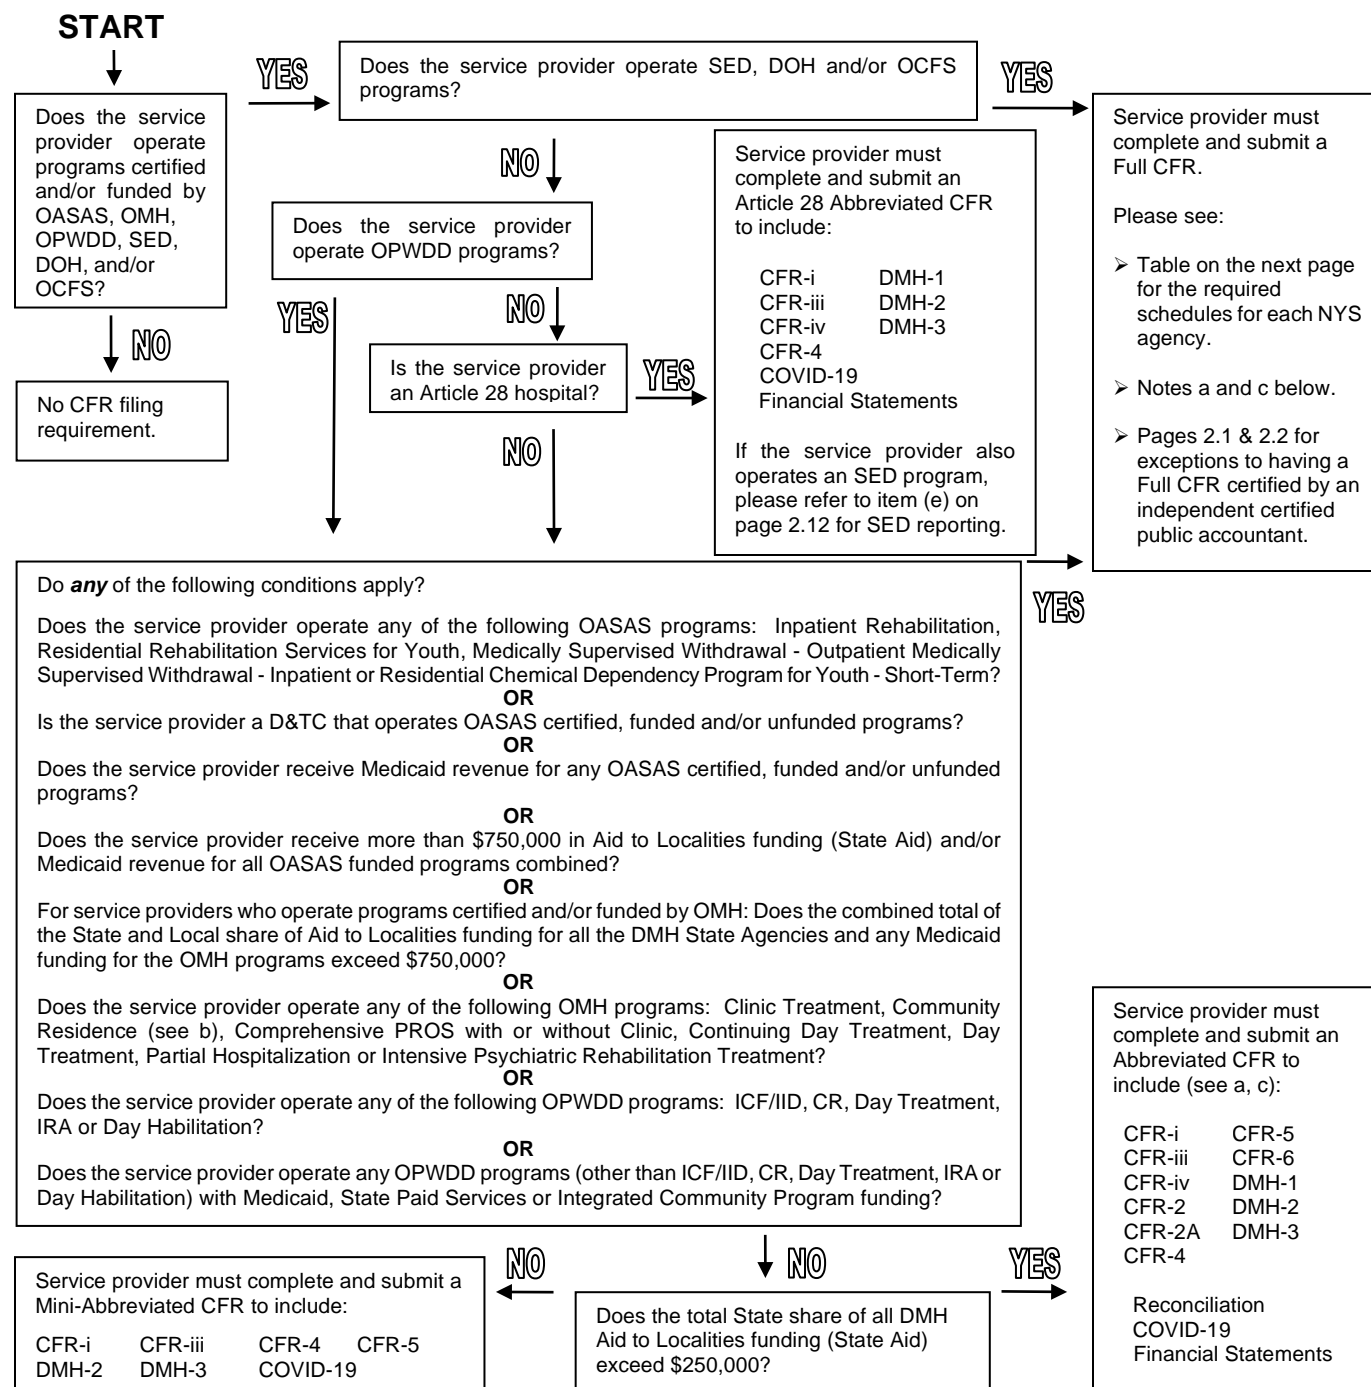 START
YES
Does the service provider operate SED, DOH and/or OCFS
programs?
YES
Does the service
provider operate
programs certified
and/or funded by
OASAS, OMH,
OPWDD, SED,
DOH, and/or
OCFS?
NO
No CFR filing
requirement.
NO
Does the service provider
operate OPWDD programs?
YES
NO
Is the service provider
an Article 28 hospital?
YES
NO
Service provider must
complete and submit an
Article 28 Abbreviated CFR
to include:
CFR-i DMH-1
CFR-iii DMH-2
CFR-iv DMH-3
CFR-4
COVID-19
Financial Statements
If the service provider also
operates an SED program,
please refer to item (e) on
page 2.12 for SED reporting.
Service provider must
complete and submit a
Full CFR.
Please see:
➢ Table on the next page
for the required
schedules for each NYS
agency.
➢ Notes a and c below.
➢ Pages 2.1 & 2.2 for
exceptions to having a
Full CFR certified by an
independent certified
public accountant.
Do any of the following conditions apply?
Does the service provider operate any of the following OASAS programs: Inpatient Rehabilitation,
Residential Rehabilitation Services for Youth, Medically Supervised Withdrawal - Outpatient Medically
Supervised Withdrawal - Inpatient or Residential Chemical Dependency Program for Youth - Short-Term?
OR
Is the service provider a D&TC that operates OASAS certified, funded and/or unfunded programs?
OR
Does the service provider receive Medicaid revenue for any OASAS certified, funded and/or unfunded
programs?
OR
Does the service provider receive more than $750,000 in Aid to Localities funding (State Aid) and/or
Medicaid revenue for all OASAS funded programs combined?
OR
For service providers who operate programs certified and/or funded by OMH: Does the combined total of
the State and Local share of Aid to Localities funding for all the DMH State Agencies and any Medicaid
funding for the OMH programs exceed $750,000?
OR
Does the service provider operate any of the following OMH programs: Clinic Treatment, Community
Residence (see b), Comprehensive PROS with or without Clinic, Continuing Day Treatment, Day
Treatment, Partial Hospitalization or Intensive Psychiatric Rehabilitation Treatment?
OR
Does the service provider operate any of the following OPWDD programs: ICF/IID, CR, Day Treatment,
IRA or Day Habilitation?
OR
Does the service provider operate any OPWDD programs (other than ICF/IID, CR, Day Treatment, IRA or
Day Habilitation) with Medicaid, State Paid Services or Integrated Community Program funding?
YES
NO
Does the total State share of all DMH
Aid to Localities funding (State Aid)
exceed $250,000?
NO
Service provider must complete and submit a
Mini-Abbreviated CFR to include:
CFR-i CFR-iii CFR-4 CFR-5
DMH-2 DMH-3 COVID-19
YES
Service provider must
complete and submit an
Abbreviated CFR to
include (see a, c):
CFR-i CFR-5
CFR-iii CFR-6
CFR-iv DMH-1
CFR-2 DMH-2
CFR-2A DMH-3
CFR-4
Reconciliation
COVID-19
Financial Statements